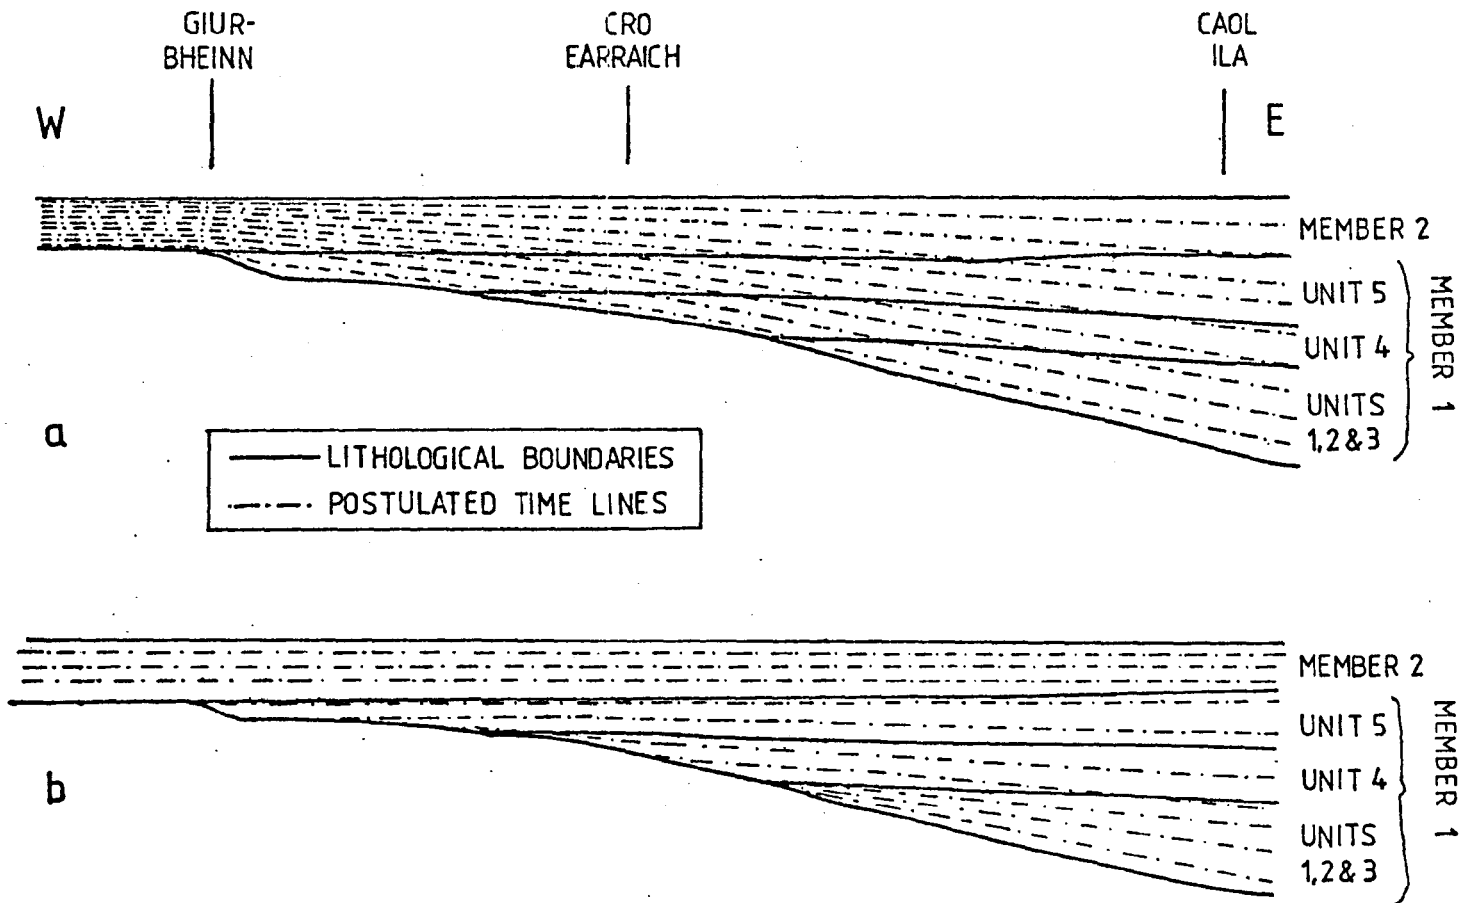 GIUR-
BHEINN
CRO
EARRAICH
CAOL
ILA
W
E
MEMBER 2
UNIT 5
UNIT 4
UNITS
1,2&3
MEMBER 1
a
LITHOLOGICAL BOUNDARIES
POSTULATED TIME LINES
MEMBER 2
UNIT 5
UNIT 4
UNITS
1,2&3
MEMBER 1
b